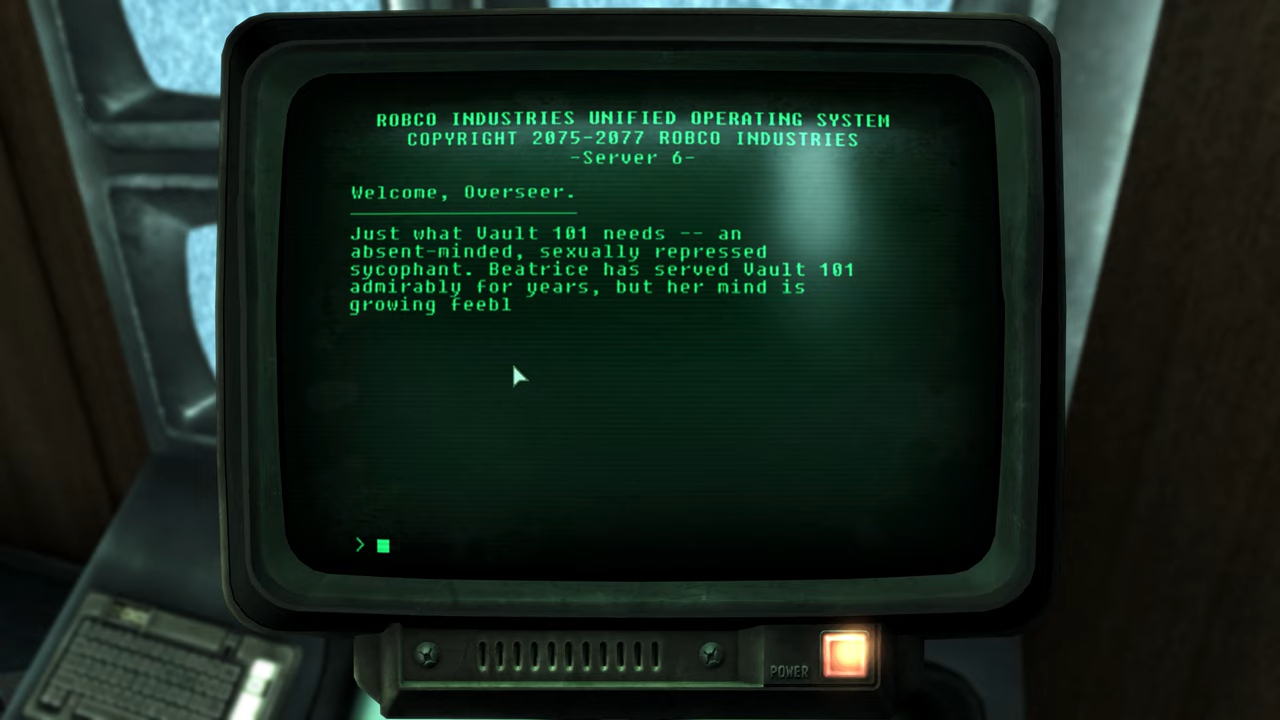 ROBCO INDUSTRIES UNIFIED OPERATING SYSTEM
COPYRIGHT 2075-2077 ROBCO INDUSTRIES
-Server 6-
Welcome, Overseer.
Just what Vault 101 needs -- an
absent-minded, sexually repressed
sycophant. Beatrice has served Vault 101
admirably for years, but her mind is
growing feebl
>
POWER